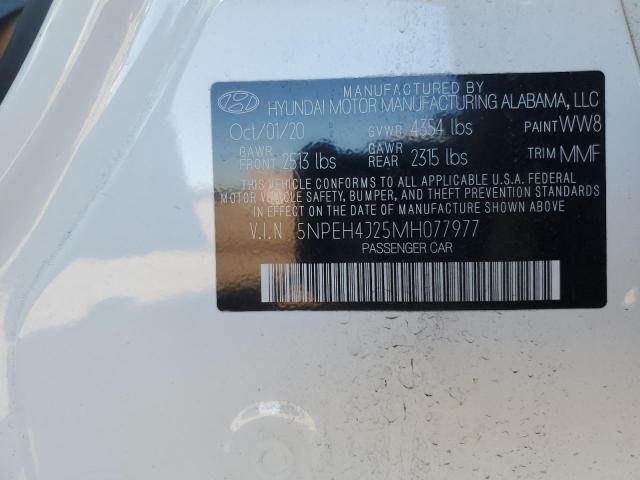 MANUFACTURED BY
HYUNDAI MOTOR MANUFACTURING ALABAMA, LLC
Oct/01/20 GVWR 4354 lbs PAINT WW8
GAWR FRONT 2513 lbs GAWR REAR 2315 lbs TRIM MMF
THIS VEHICLE CONFORMS TO ALL APPLICABLE U.S.A. FEDERAL
MOTOR VEHICLE SAFETY, BUMPER, AND THEFT PREVENTION STANDARDS
IN EFFECT ON THE DATE OF MANUFACTURE SHOWN ABOVE
V.I.N 5NPEH4J25MH077977
PASSENGER CAR